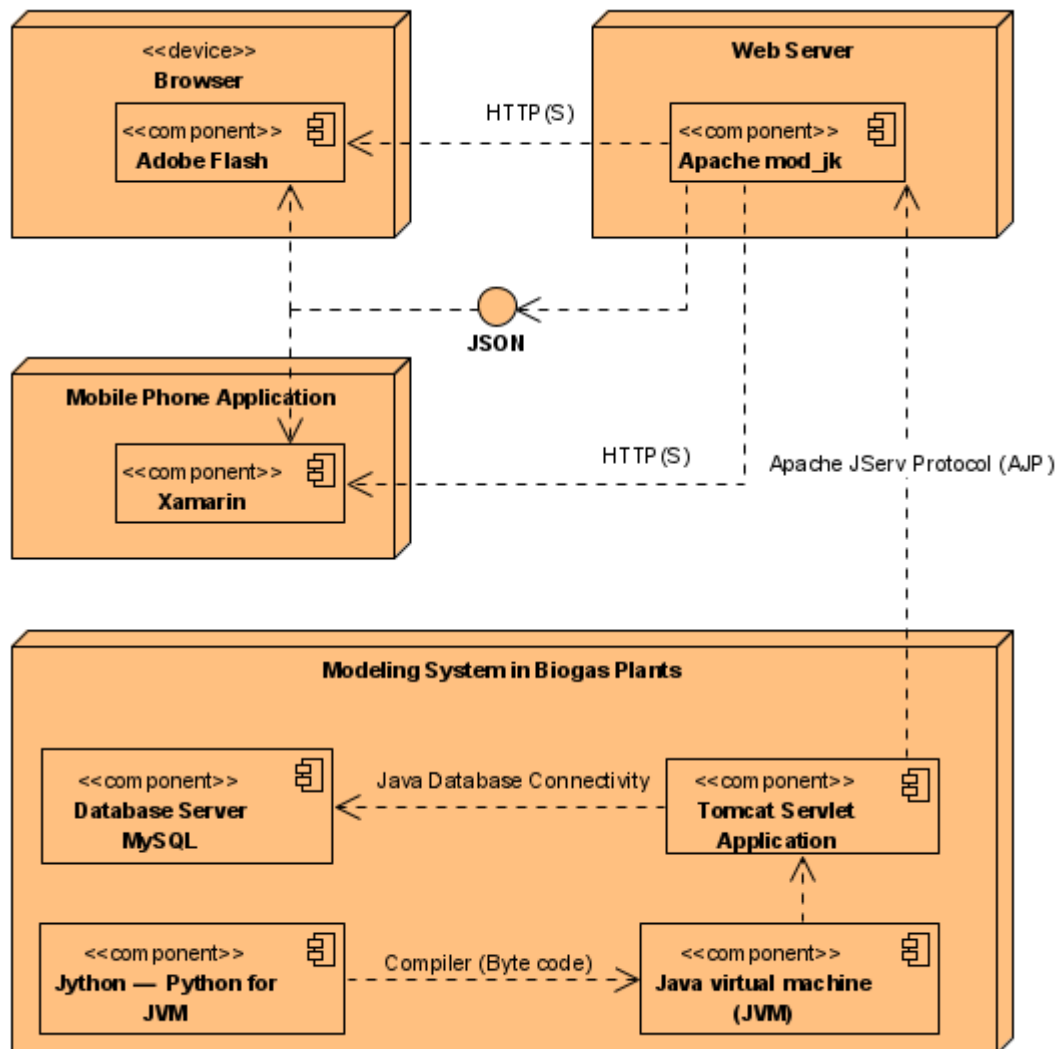 <<device>>
Browser
<<component>>
Adobe Flash
HTTP(S)
Web Server
<<component>>
Apache mod_jk
JSON
Mobile Phone Application
<<component>>
Xamarin
HTTP(S)
Apache JServ Protocol (AJP)
Modeling System in Biogas Plants
<<component>>
Database Server
MySQL
Java Database Connectivity
<<component>>
Tomcat Servlet
Application
<<component>>
Jython — Python for
JVM
Compiler (Byte code)
<<component>>
Java virtual machine
(JVM)